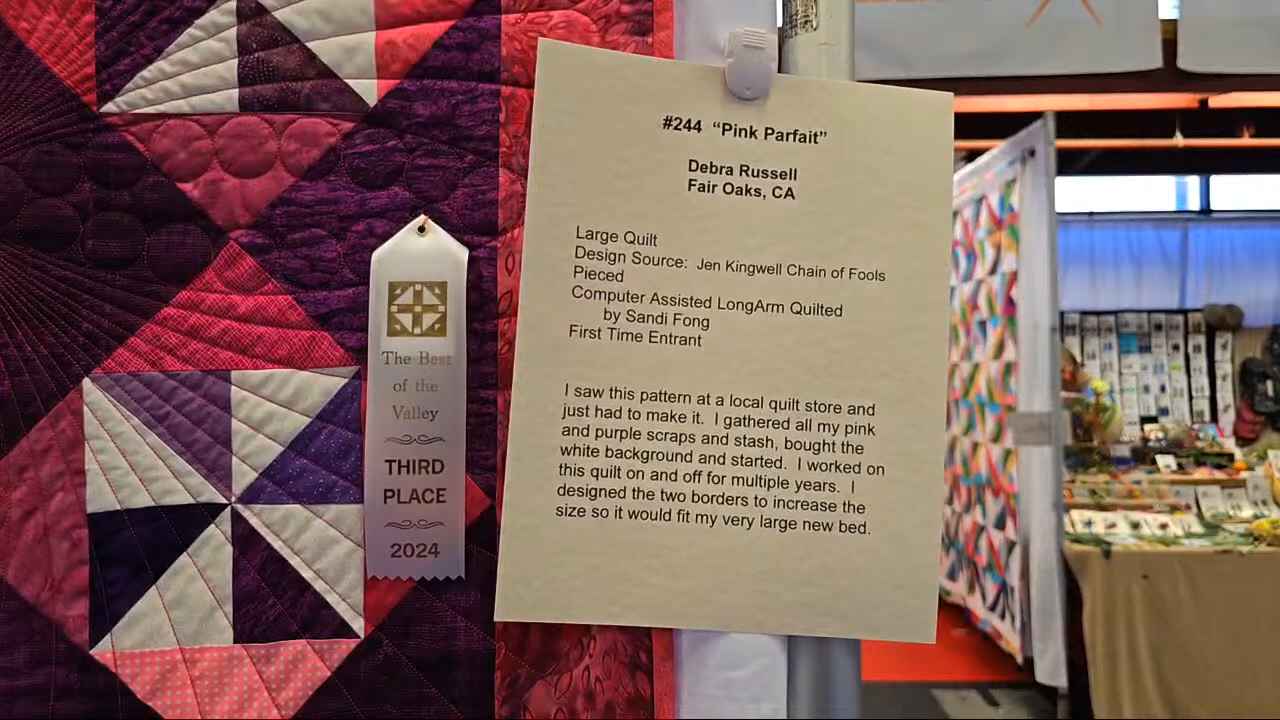 #244 “Pink Parfait”
Debra Russell
Fair Oaks, CA
Large Quilt
Design Source: Jen Kingwell Chain of Fools
Pieced
Computer Assisted LongArm Quilted
by Sandi Fong
First Time Entrant
I saw this pattern at a local quilt store and
just had to make it. I gathered all my pink
and purple scraps and stash, bought the
white background and started. I worked on
this quilt on and off for multiple years. I
designed the two borders to increase the
size so it would fit my very large new bed.
The Best
of the
Valley
THIRD
PLACE
2024